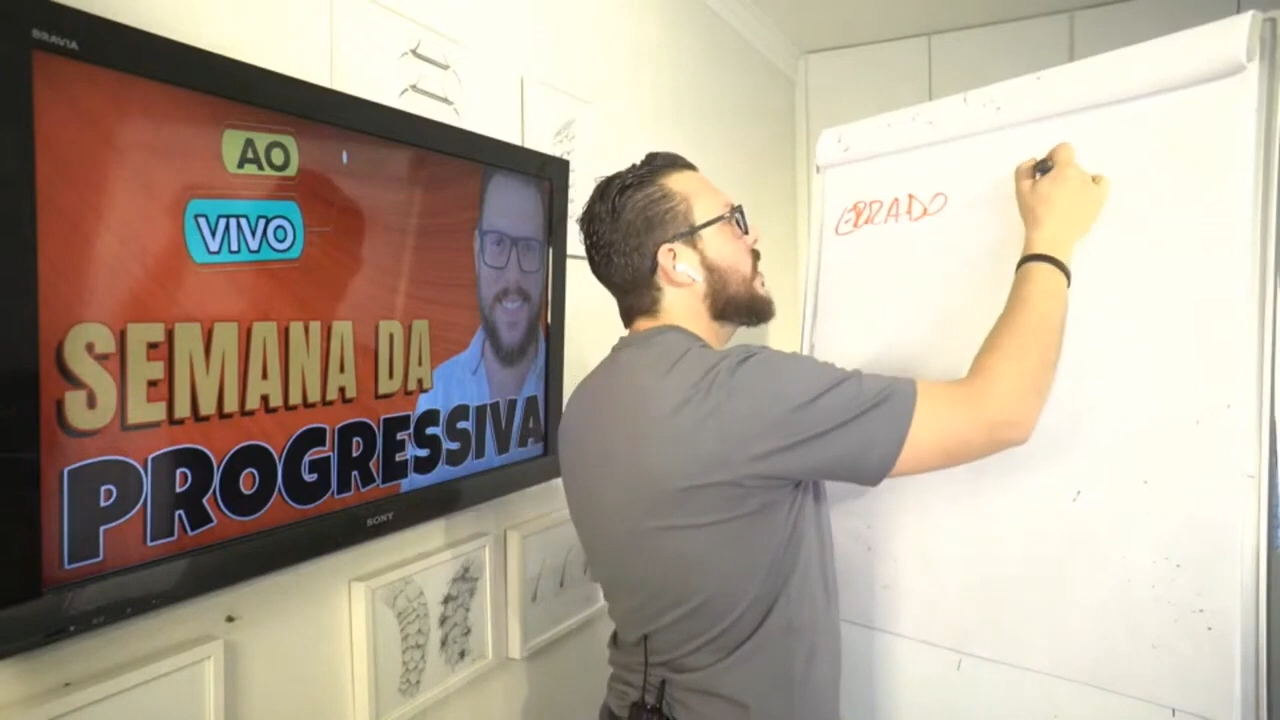 BRAVIA
AO
VIVO
SEMANA DA
PROGRESSIVA
SONY
ERRADO